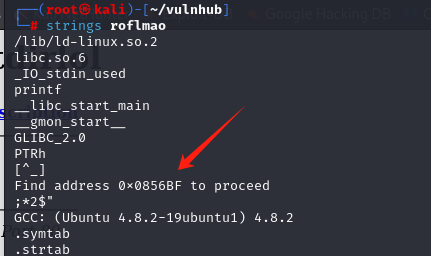 Google Hacking DB
(root㉿kali)-[~/vulnhub]
# strings roflmao
/lib/ld-linux.so.2
libc.so.6
_IO_stdin_used
printf
__libc_start_main
__gmon_start__
GLIBC_2.0
PTRh
[^_]
Find address 0x0856BF to proceed
;*2$"
GCC: (Ubuntu 4.8.2-19ubuntu1) 4.8.2
.symtab
.strtab